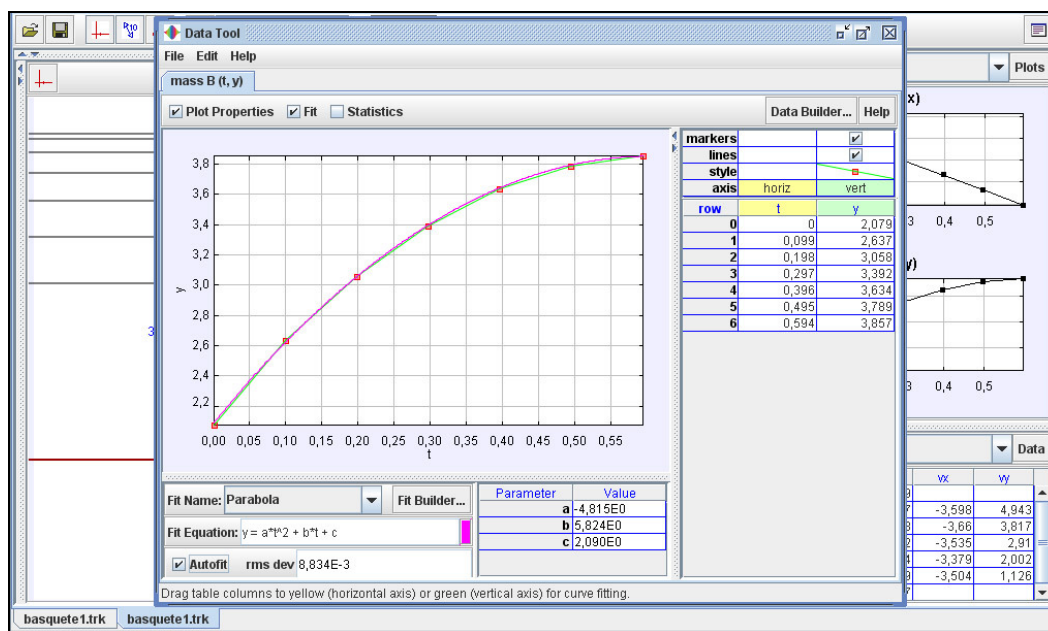 Data Tool
File Edit Help
mass B (t, y)
Plots
Plot Properties Fit Statistics Data Builder... Help
x)
3,8
3,6
3,4
3,2
3,0
2,8
2,6
2,4
2,2
y
0,00 0,05 0,10 0,15 0,20 0,25 0,30 0,35 0,40 0,45 0,50 0,55
t
markers
lines
style
axis horiz vert
row t y
0 0 2,079
1 0,099 2,637
2 0,198 3,058
3 0,297 3,392
4 0,396 3,634
5 0,495 3,789
6 0,594 3,857
3 0,4 0,5
y)
3 0,4 0,5
3
Fit Name: Parabola Fit Builder...
Fit Equation: y = a*t^2 + b*t + c
Autofit rms dev 8,834E-3
Parameter Value
a -4,815E0
b 5,824E0
c 2,090E0
Data
vx vy
9
7 -3,598 4,943
3 -3,66 3,817
2 -3,535 2,91
4 -3,379 2,002
9 -3,504 1,126
7
Drag table columns to yellow (horizontal axis) or green (vertical axis) for curve fitting.
basquete1.trk basquete1.trk